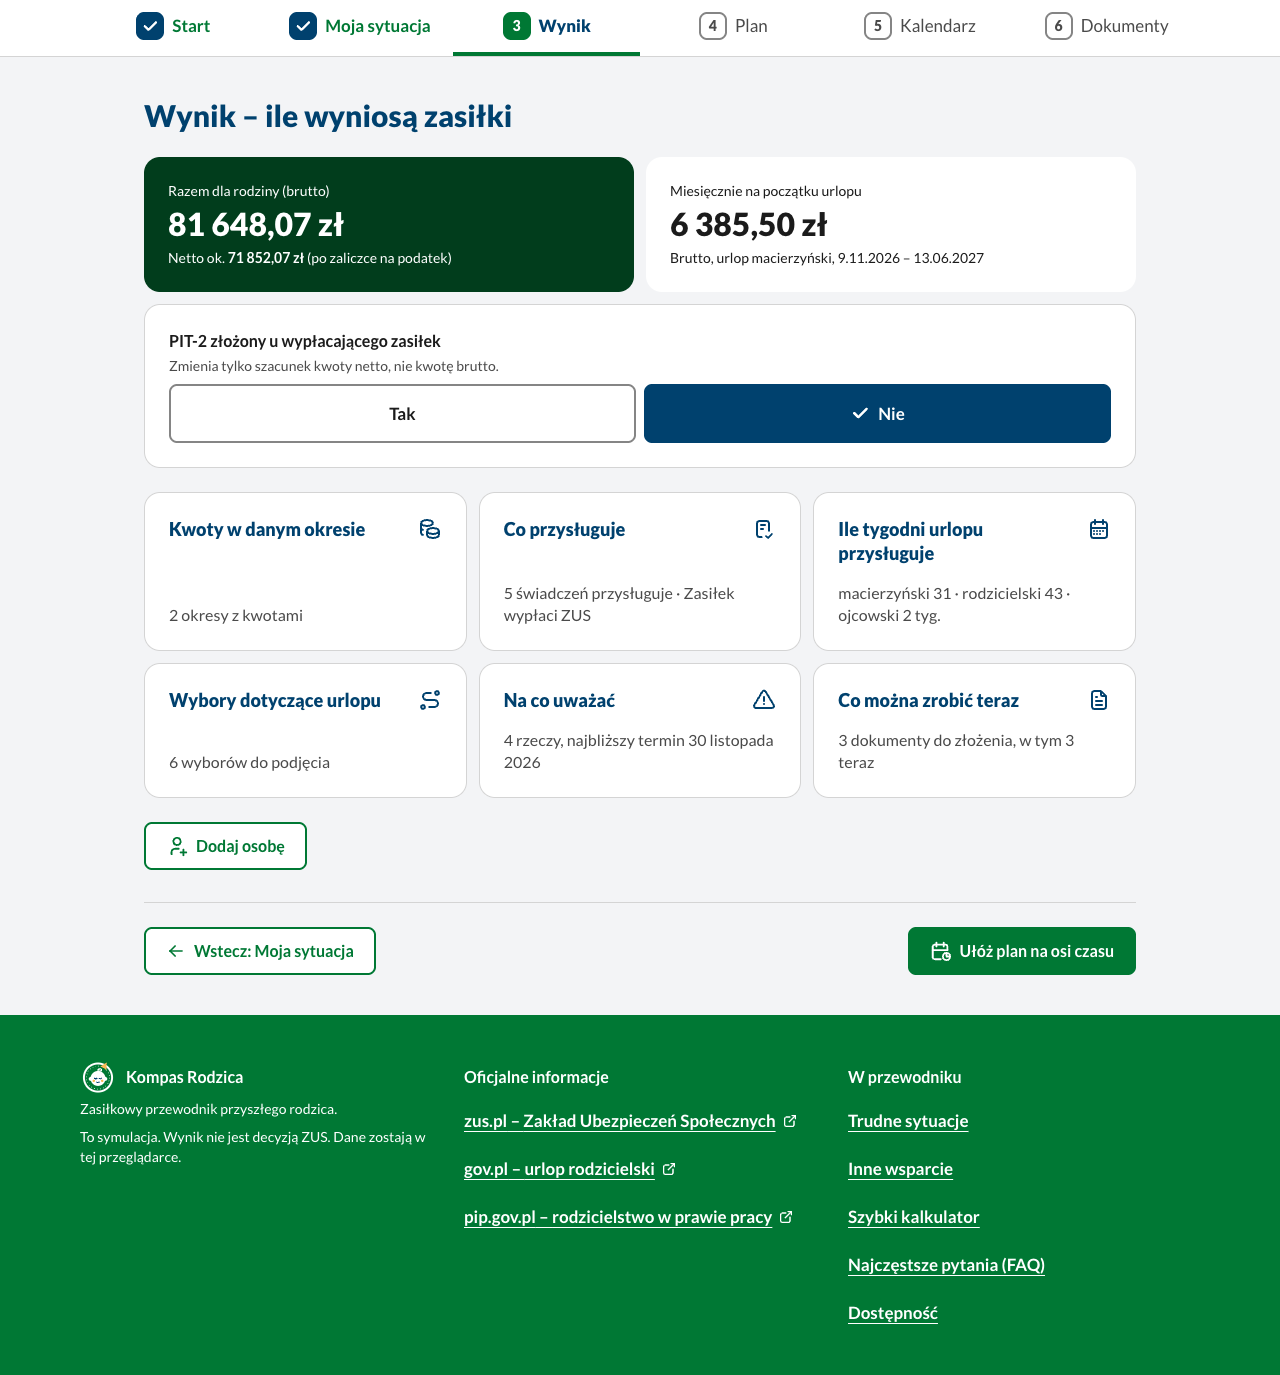 Start
Moja sytuacja
3 Wynik
4 Plan
5 Kalendarz
6 Dokumenty
Wynik – ile wyniosą zasiłki
Razem dla rodziny (brutto)
81 648,07 zł
Netto ok. 71 852,07 zł (po zaliczce na podatek)
Miesięcznie na początku urlopu
6 385,50 zł
Brutto, urlop macierzyński, 9.11.2026 – 13.06.2027
PIT-2 złożony u wypłacającego zasiłek
Zmienia tylko szacunek kwoty netto, nie kwotę brutto.
Tak
Nie
Kwoty w danym okresie
2 okresy z kwotami
Co przysługuje
5 świadczeń przysługuje · Zasiłek
wypłaci ZUS
Ile tygodni urlopu
przysługuje
macierzyński 31 · rodzicielski 43 ·
ojcowski 2 tyg.
Wybory dotyczące urlopu
6 wyborów do podjęcia
Na co uważać
4 rzeczy, najbliższy termin 30 listopada
2026
Co można zrobić teraz
3 dokumenty do złożenia, w tym 3
teraz
Dodaj osobę
Wstecz: Moja sytuacja
Ułóż plan na osi czasu
Kompas Rodzica
Zasiłkowy przewodnik przyszłego rodzica.
To symulacja. Wynik nie jest decyzją ZUS. Dane zostają w
tej przeglądarce.
Oficjalne informacje
zus.pl – Zakład Ubezpieczeń Społecznych
gov.pl – urlop rodzicielski
pip.gov.pl – rodzicielstwo w prawie pracy
W przewodniku
Trudne sytuacje
Inne wsparcie
Szybki kalkulator
Najczęstsze pytania (FAQ)
Dostępność